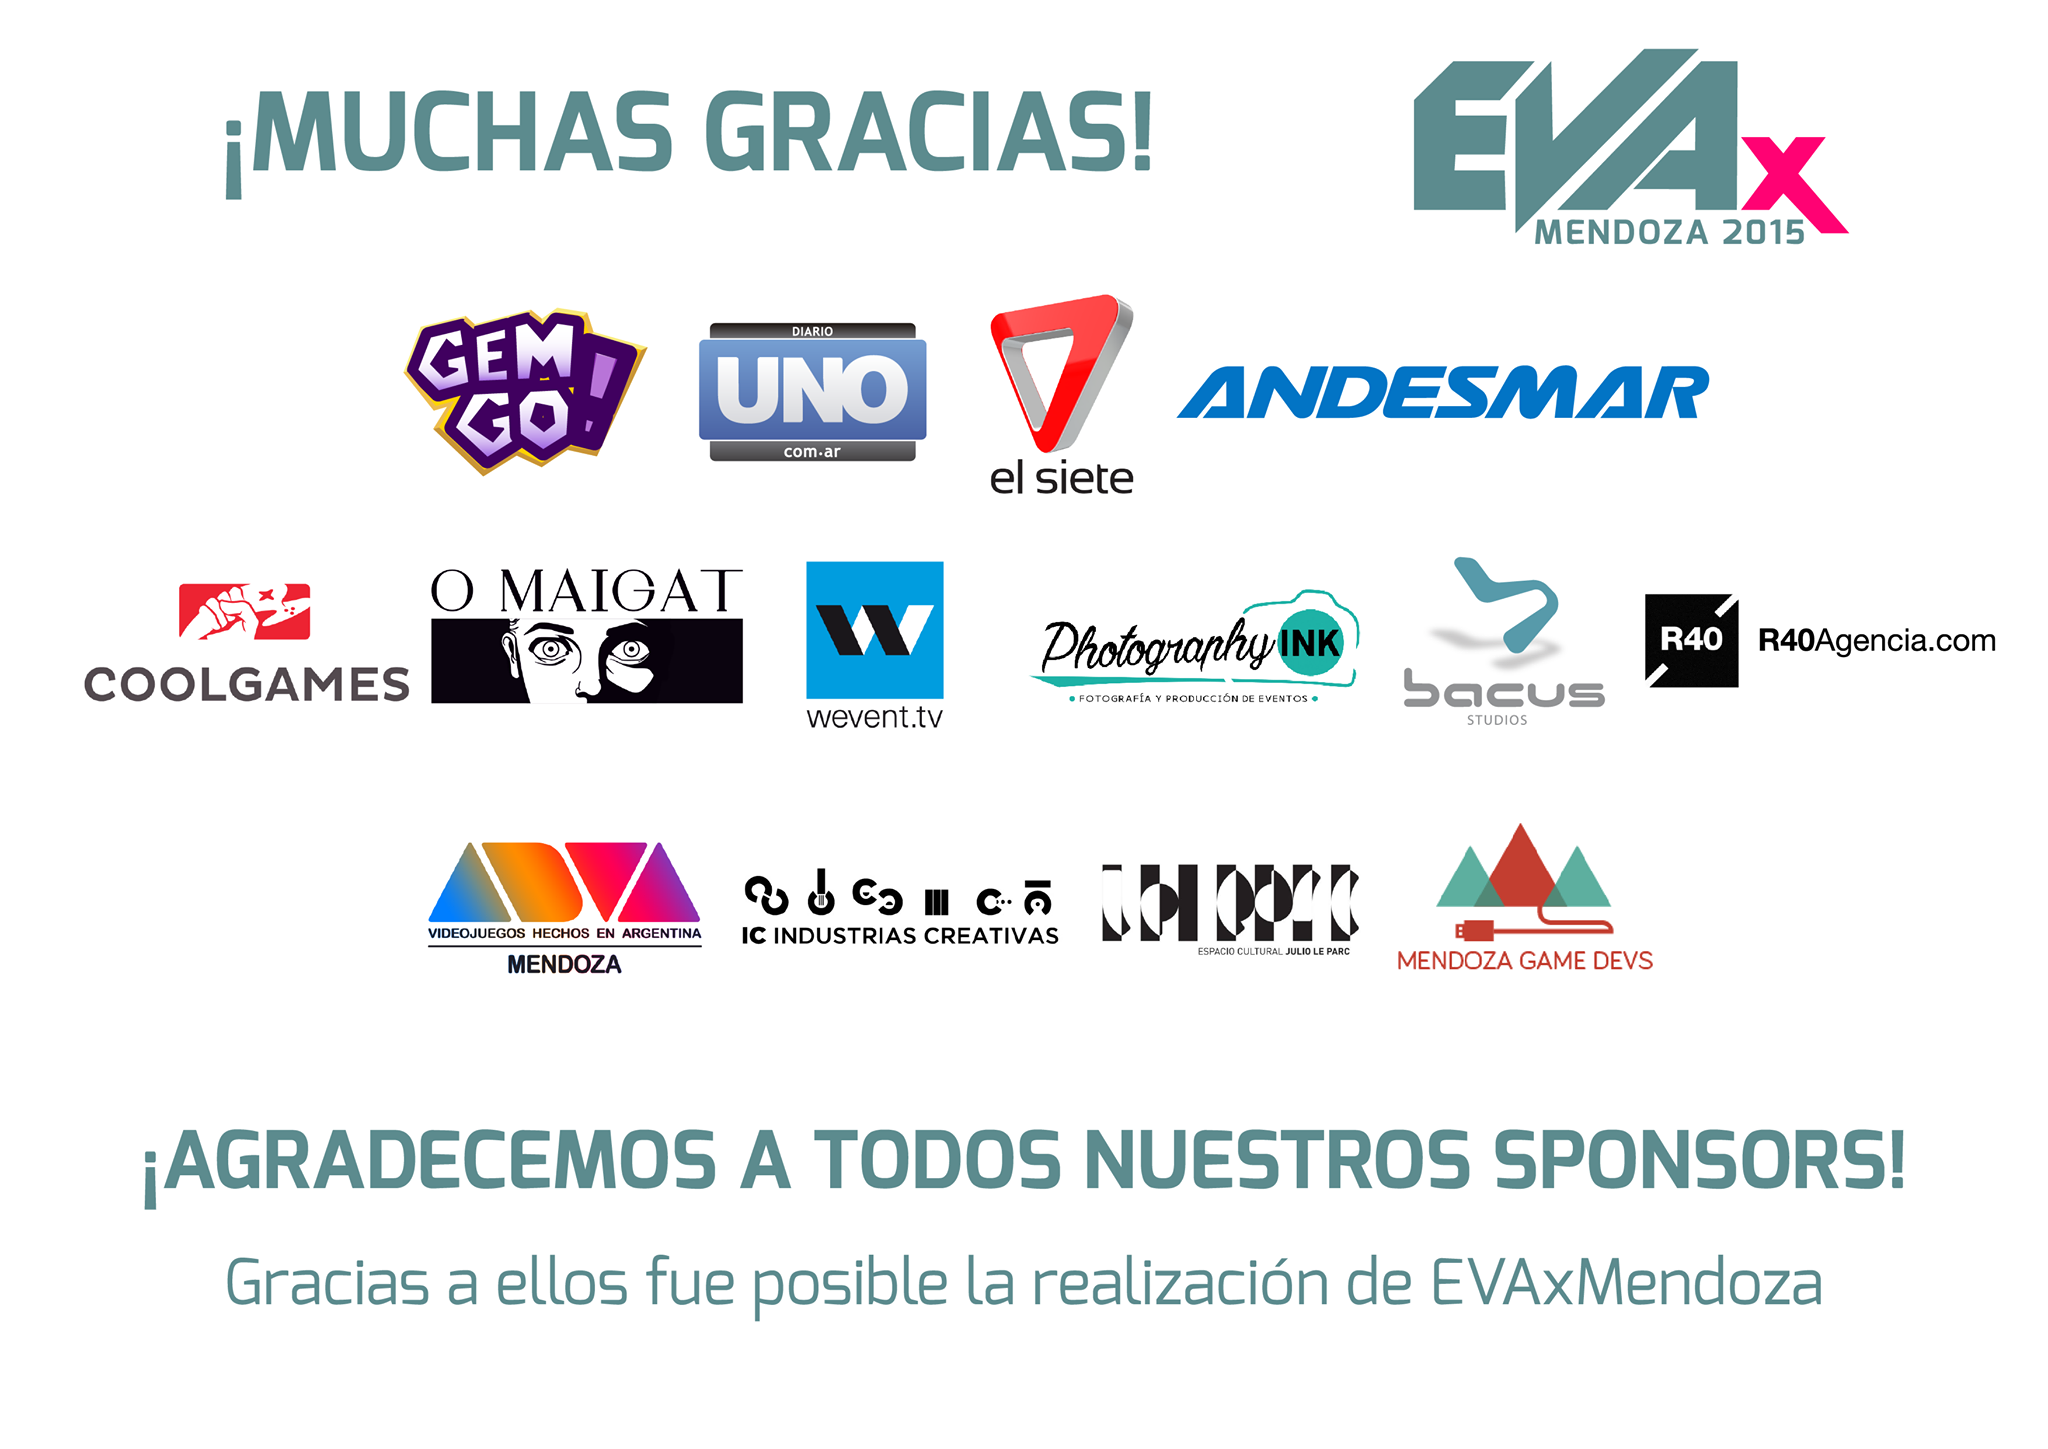 ¡MUCHAS GRACIAS!
EVAx
MENDOZA 2015
GEM
GO!
DIARIO
UNO
com·ar
el siete
ANDESMAR
COOLGAMES
O MAIGAT
W
wevent.tv
Photography INK
• FOTOGRAFÍA Y PRODUCCIÓN DE EVENTOS •
bacus
STUDIOS
R40
R40Agencia.com
ADVA
VIDEOJUEGOS HECHOS EN ARGENTINA
MENDOZA
IC INDUSTRIAS CREATIVAS
ESPACIO CULTURAL JULIO LE PARC
MENDOZA GAME DEVS
¡AGRADECEMOS A TODOS NUESTROS SPONSORS!
Gracias a ellos fue posible la realización de EVAxMendoza